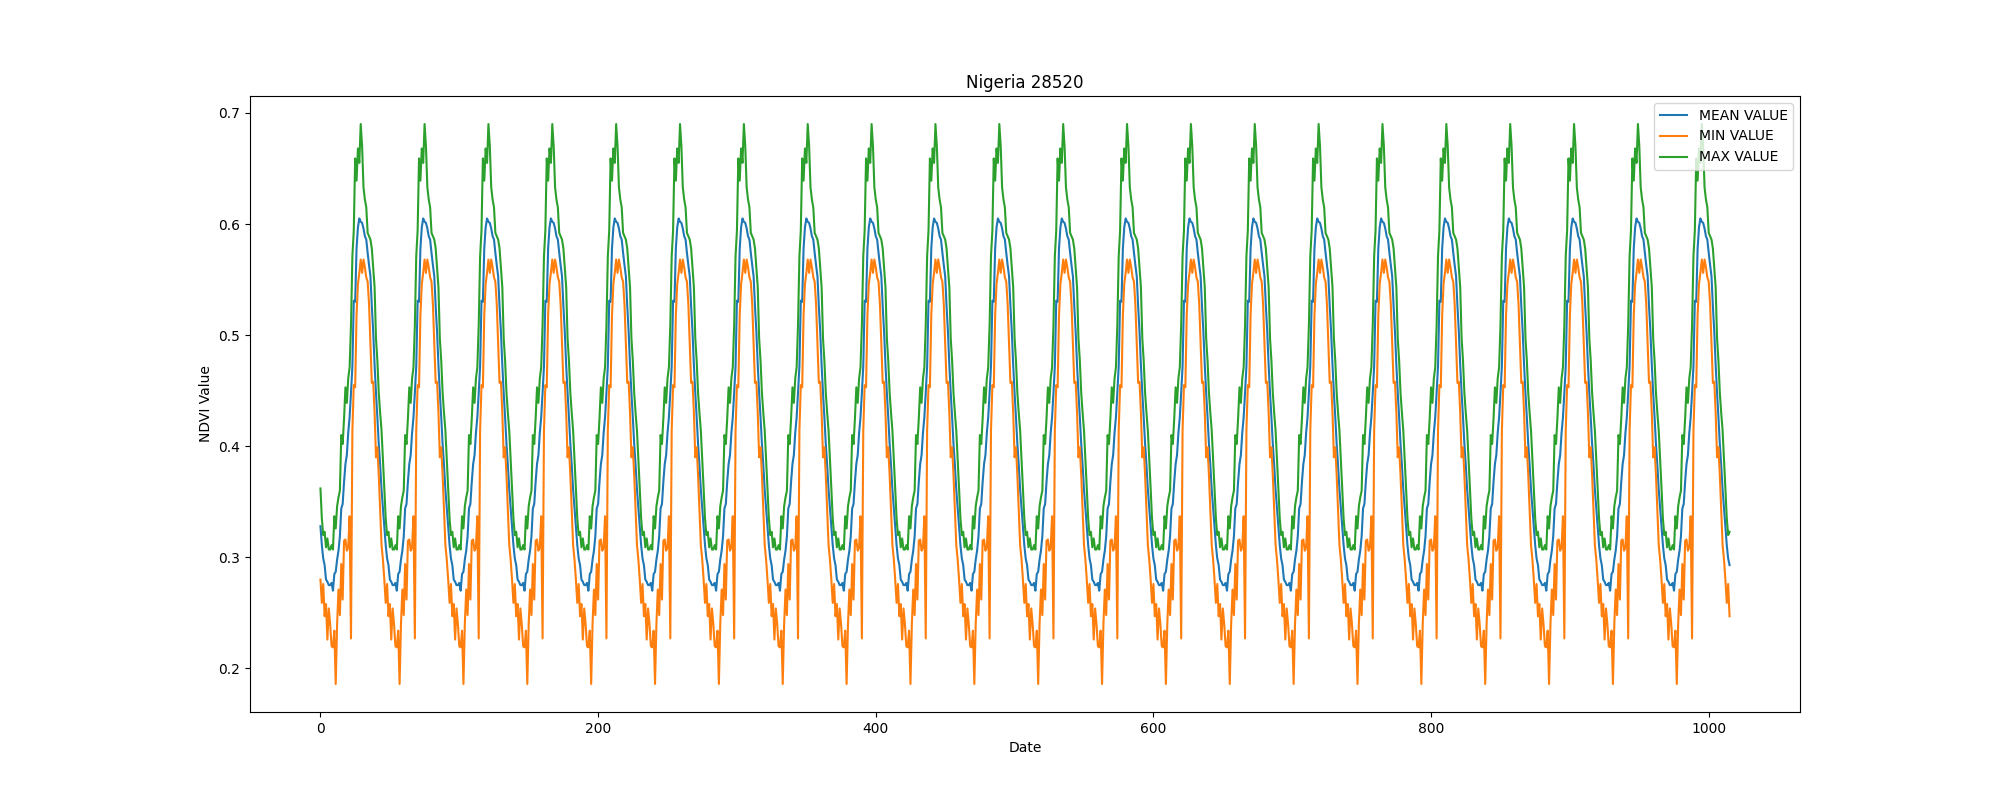 Nigeria 28520
MEAN VALUE
MIN VALUE
MAX VALUE
NDVI Value
0.7
0.6
0.5
0.4
0.3
0.2
0
200
400
600
800
1000
Date